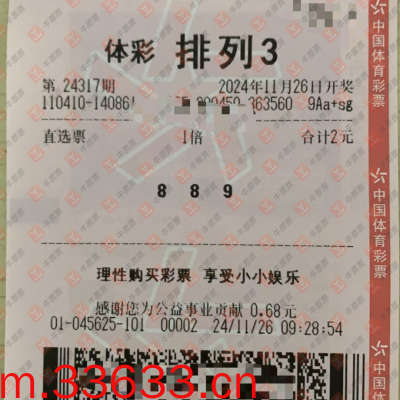 体彩 排列3
第 24317期 2024年11月26日开奖
110410-14086 363560 9Aa+sg
直选票 1倍 合计2元
8 8 9
理性购买彩票 享受小小娱乐
感谢您为公益事业贡献 0.68元
01-045625-101 00002 24/11/26 09:28:54
m.33633.cn
中国体育彩票
中国体育彩票
中国体